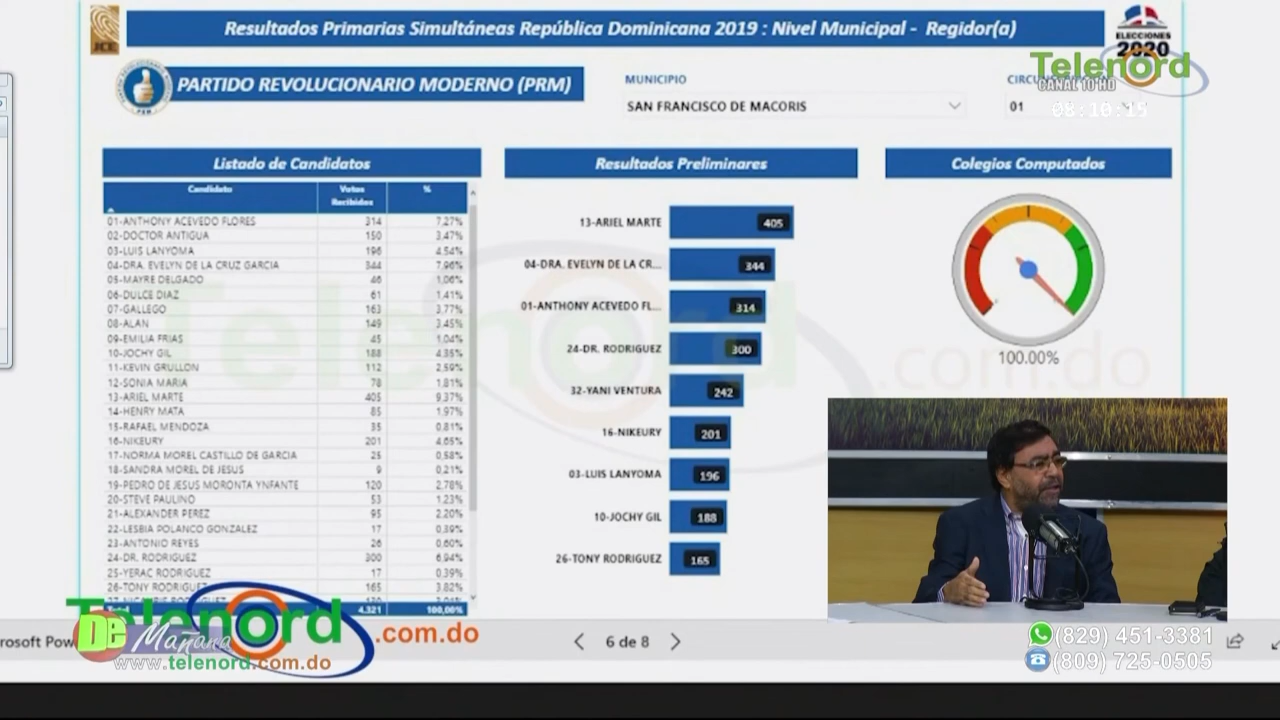 Resultados Primarias Simultáneas República Dominicana 2019 : Nivel Municipal - Regidor(a)
JCE
ELECCIONES
2020
Telenord
CANAL 10 HD
08:10:15
PARTIDO REVOLUCIONARIO MODERNO (PRM)
PRM
MUNICIPIO
SAN FRANCISCO DE MACORIS
01
Listado de Candidatos
Candidato Votos Recibidos %
01-ANTHONY ACEVEDO FLORES 314 7.27%
02-DOCTOR ANTIGUA 150 3.47%
03-LUIS LANYOMA 196 4.54%
04-DRA. EVELYN DE LA CRUZ GARCIA 344 7.96%
05-MAYRE DELGADO 46 1.06%
06-DULCE DIAZ 61 1.41%
07-GALLEGO 163 3.77%
08-ALAN 149 3.45%
09-EMILIA FRIAS 45 1.04%
10-JOCHY GIL 188 4.35%
11-KEVIN GRULLON 112 2.59%
12-SONIA MARIA 78 1.81%
13-ARIEL MARTE 405 9.37%
14-HENRY MATA 85 1.97%
15-RAFAEL MENDOZA 35 0.81%
16-NIKEURY 201 4.65%
17-NORMA MOREL CASTILLO DE GARCIA 25 0.58%
18-SANDRA MOREL DE JESUS 9 0.21%
19-PEDRO DE JESUS MORONTA YNFANTE 120 2.78%
20-STEVE PAULINO 53 1.23%
21-ALEXANDER PEREZ 95 2.20%
22-LESBIA POLANCO GONZALEZ 17 0.39%
23-ANTONIO REYES 26 0.60%
24-DR. RODRIGUEZ 300 6.94%
25-YERAC RODRIGUEZ 17 0.39%
26-TONY RODRIGUEZ 165 3.82%
4.321 100,00%
Resultados Preliminares
13-ARIEL MARTE 405
04-DRA. EVELYN DE LA CR... 344
01-ANTHONY ACEVEDO FL... 314
24-DR. RODRIGUEZ 300
32-YANI VENTURA 242
16-NIKEURY 201
03-LUIS LANYOMA 196
10-JOCHY GIL 188
26-TONY RODRIGUEZ 165
Colegios Computados
100.00%
Telenord .com.do
Telenord .com.do
De Mañana
www.telenord.com.do
6 de 8
(829) 451-3381
(809) 725-0505